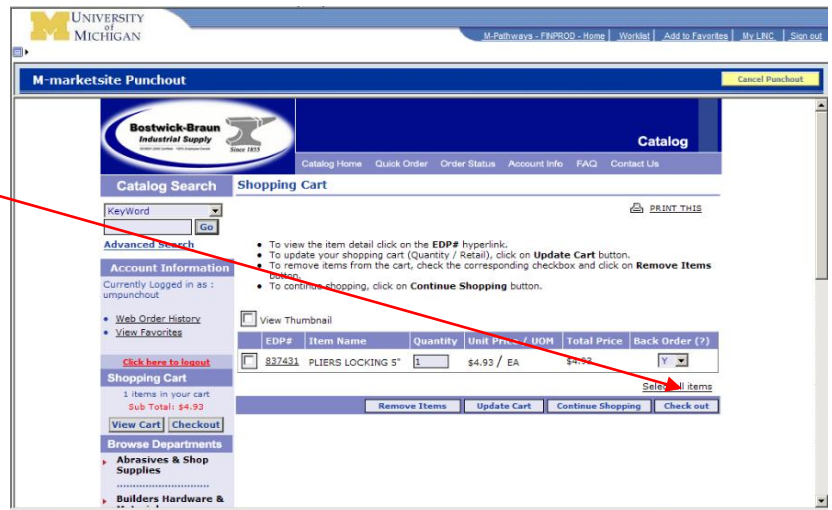 UNIVERSITY
of
MICHIGAN
M-Pathways - FINPROD - Home | Worklist | Add to Favorites | My LINC | Sign out
M-marketsite Punchout
Cancel Punchout
Bostwick-Braun
Industrial Supply
Since 1855
Catalog
Catalog Home Quick Order Order Status Account Info FAQ Contact Us
Catalog Search
Shopping Cart
KeyWord
PRINT THIS
Go
Advanced Search
• To view the item detail click on the EDP# hyperlink.
• To update your shopping cart (Quantity / Retail), click on Update Cart button.
• To remove items from the cart, check the corresponding checkbox and click on Remove Items
button.
• To continue shopping, click on Continue Shopping button.
Account Information
Currently Logged in as :
umpunchout
• Web Order History
• View Favorites
Click here to logout
View Thumbnail
EDP# Item Name Quantity Unit Price / UOM Total Price Back Order (?)
837431 PLIERS LOCKING 5" 1 $4.93 / EA $4.93 Y
Select all items
Remove Items Update Cart Continue Shopping Check out
Shopping Cart
1 items in your cart
Sub Total: $4.93
View Cart Checkout
Browse Departments
Abrasives & Shop
Supplies
Builders Hardware &